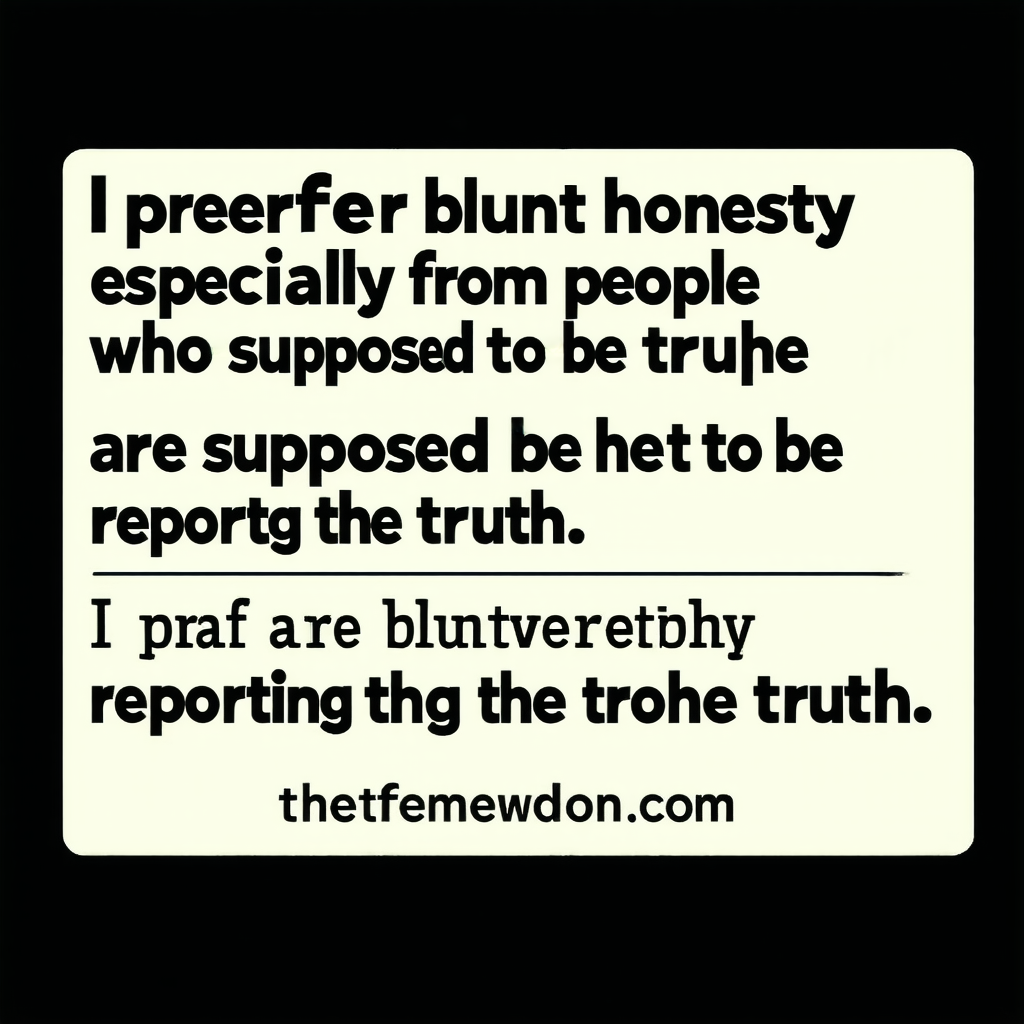 I preerfer blunt honesty
especially from people
who supposed to be truhe
are supposed be het to be
reportg the truth.
I praf are bluntveretibhy
reporting thg the trohe truth.
thetfemewdon.com